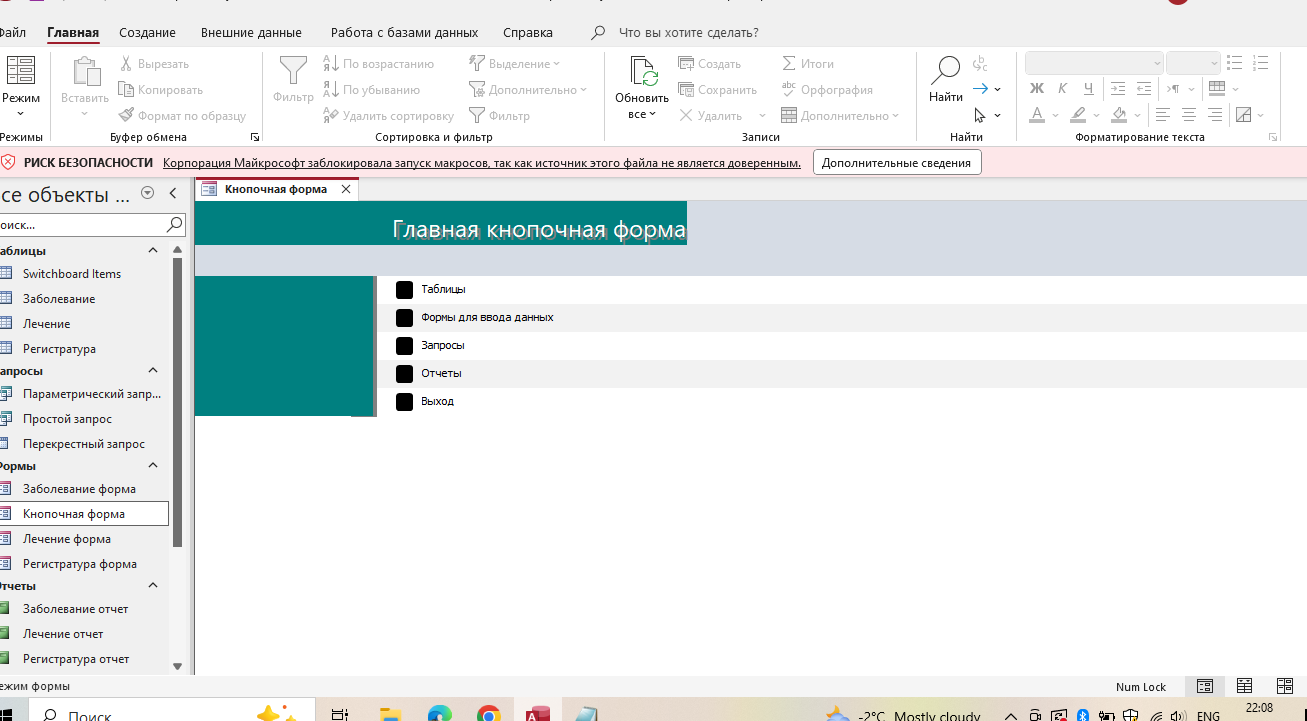 Файл Главная Создание Внешние данные Работа с базами данных Справка Что вы хотите сделать?
Режим
Режимы
Вставить
Вырезать
Копировать
Формат по образцу
Буфер обмена
Фильтр
По возрастанию
По убыванию
Удалить сортировку
Выделение
Дополнительно
Фильтр
Сортировка и фильтр
Обновить
все
Создать
Сохранить
Удалить
Итоги
Орфография
Дополнительно
Записи
Найти
Найти
Ж К Ч
Форматирование текста
РИСК БЕЗОПАСНОСТИ Корпорация Майкрософт заблокировала запуск макросов, так как источник этого файла не является доверенным. Дополнительные сведения
се объекты ...
оиск...
аблицы
Switchboard Items
Заболевание
Лечение
Регистратура
апросы
Параметрический запр...
Простой запрос
Перекрестный запрос
Формы
Заболевание форма
Кнопочная форма
Лечение форма
Регистратура форма
Отчеты
Заболевание отчет
Лечение отчет
Регистратура отчет
Кнопочная форма
Главная кнопочная форма
Таблицы
Формы для ввода данных
Запросы
Отчеты
Выход
ежим формы
Num Lock
Поиск
-2°C Mostly cloudy
ENG
22:08